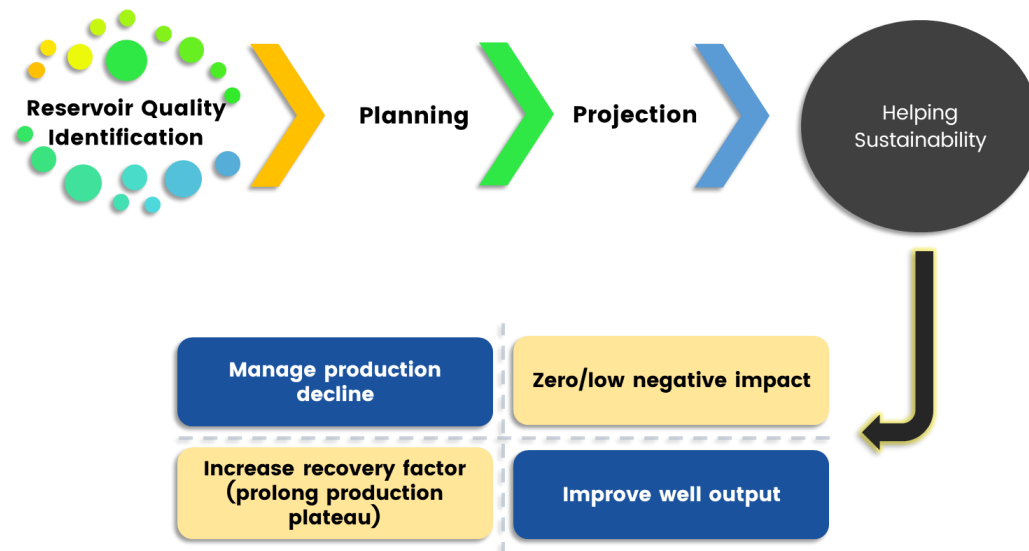 Reservoir Quality
Identification
Planning
Projection
Helping
Sustainability
Manage production
decline
Zero/low negative impact
Increase recovery factor
(prolong production
plateau)
Improve well output